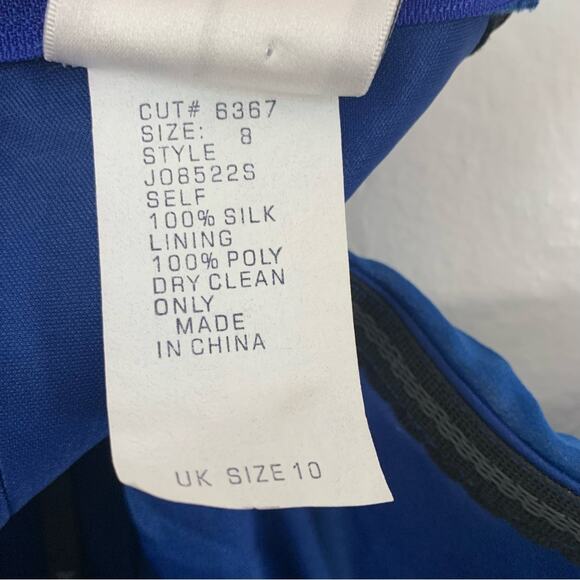 CUT# 6367
SIZE: 8
STYLE
J08522S
SELF
100% SILK
LINING
100% POLY
DRY CLEAN
ONLY
MADE
IN CHINA
UK SIZE 10